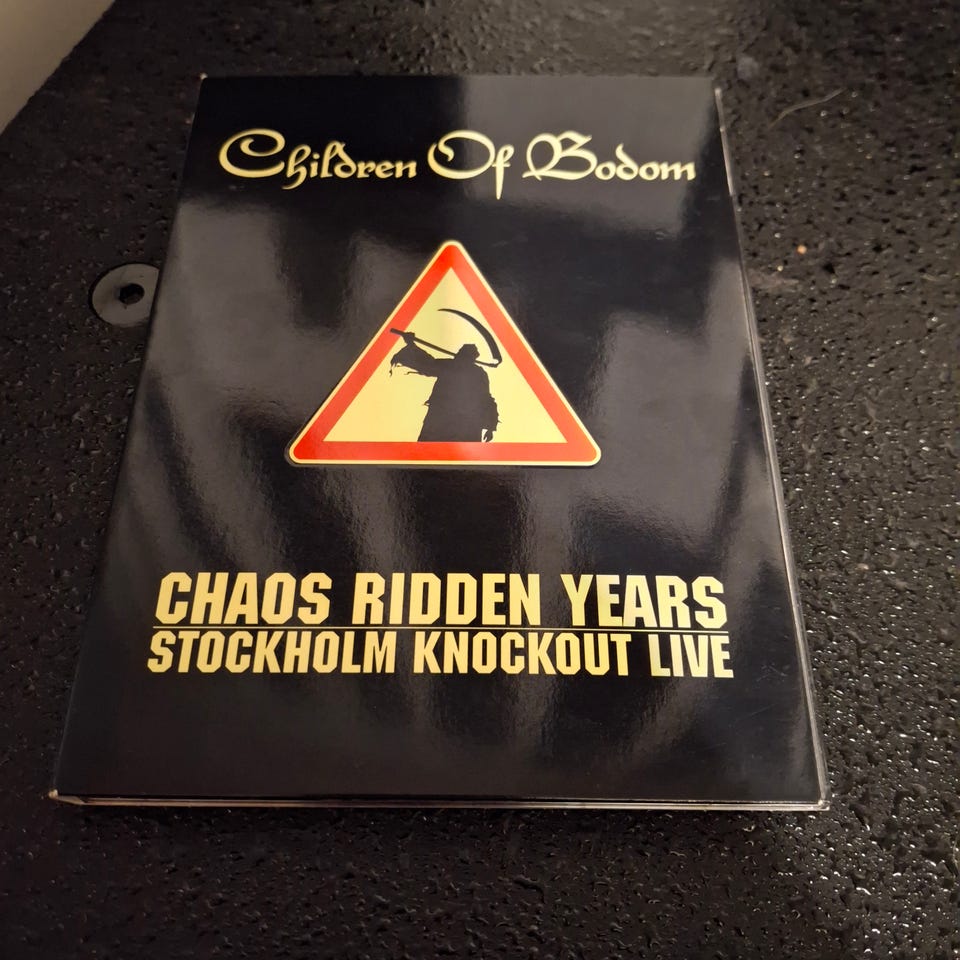 Children Of Bodom
CHAOS RIDDEN YEARS
STOCKHOLM KNOCKOUT LIVE